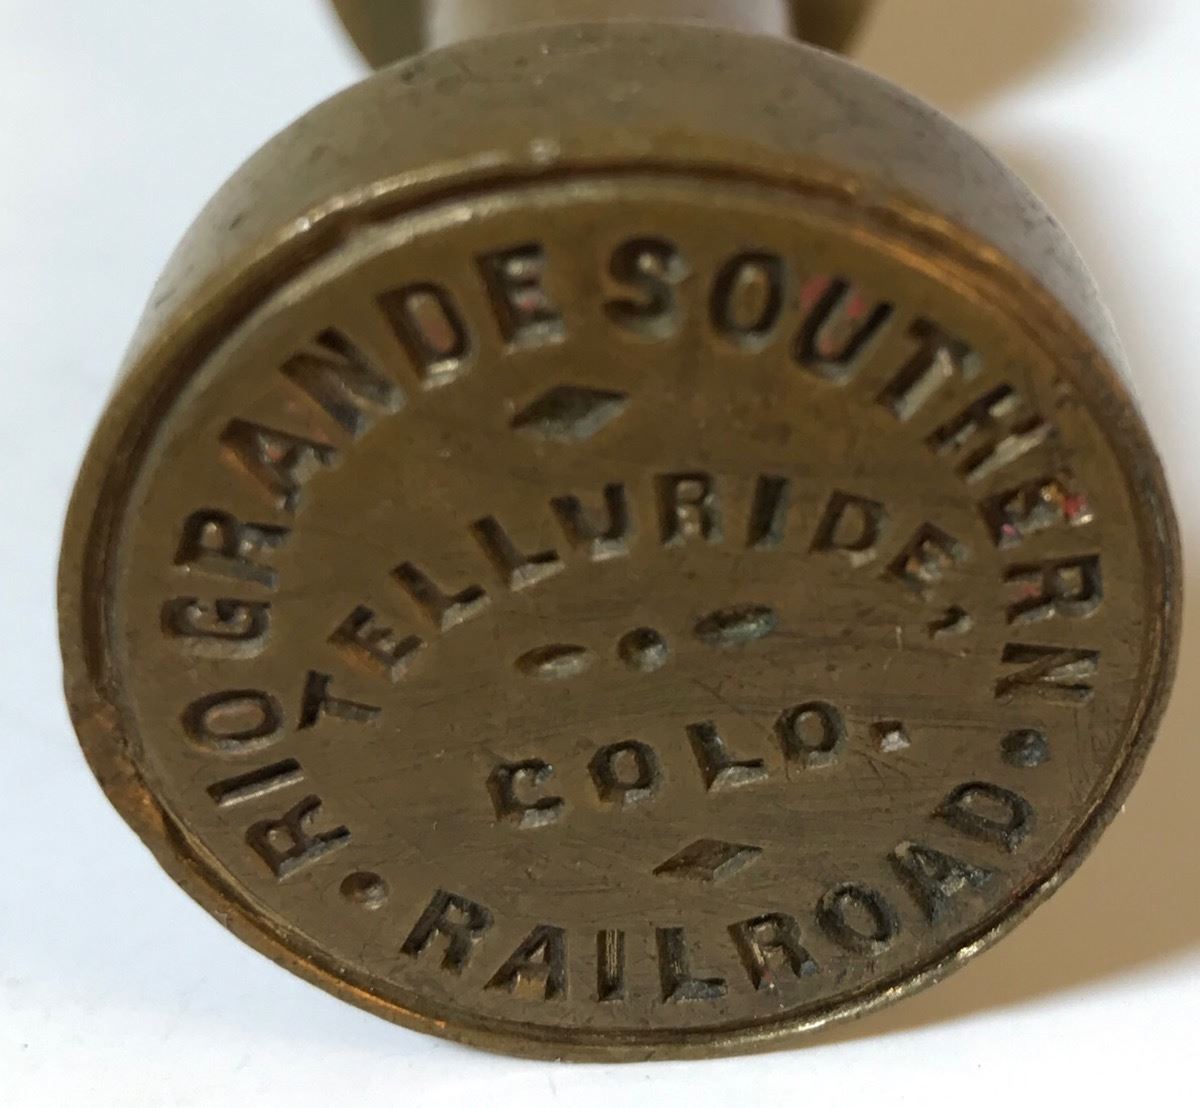 RIO GRANDE SOUTHERN
• RAILROAD •
TELLURIDE,
COLO.